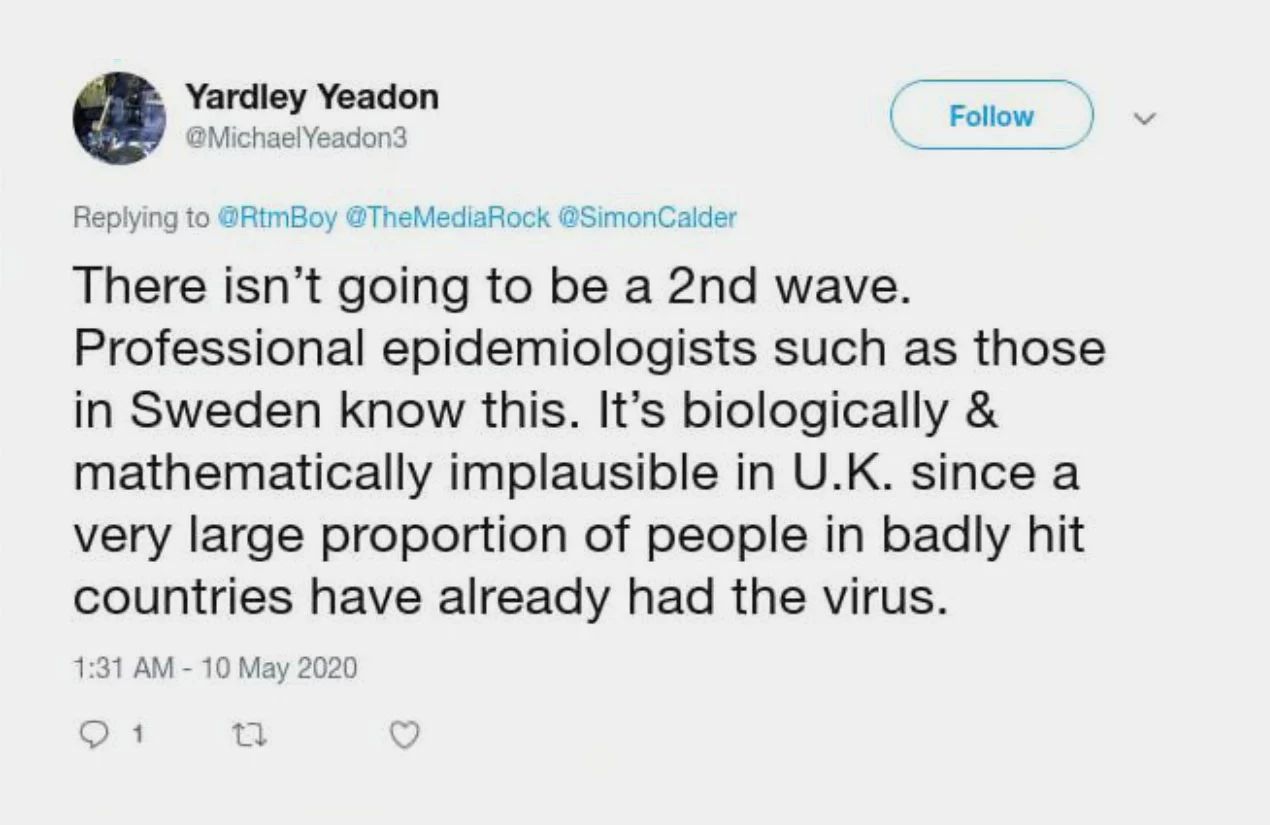 Yardley Yeadon
@MichaelYeadon3
Follow
Replying to @RtmBoy @TheMediaRock @SimonCalder
There isn’t going to be a 2nd wave.
Professional epidemiologists such as those
in Sweden know this. It’s biologically &
mathematically implausible in U.K. since a
very large proportion of people in badly hit
countries have already had the virus.
1:31 AM - 10 May 2020
1